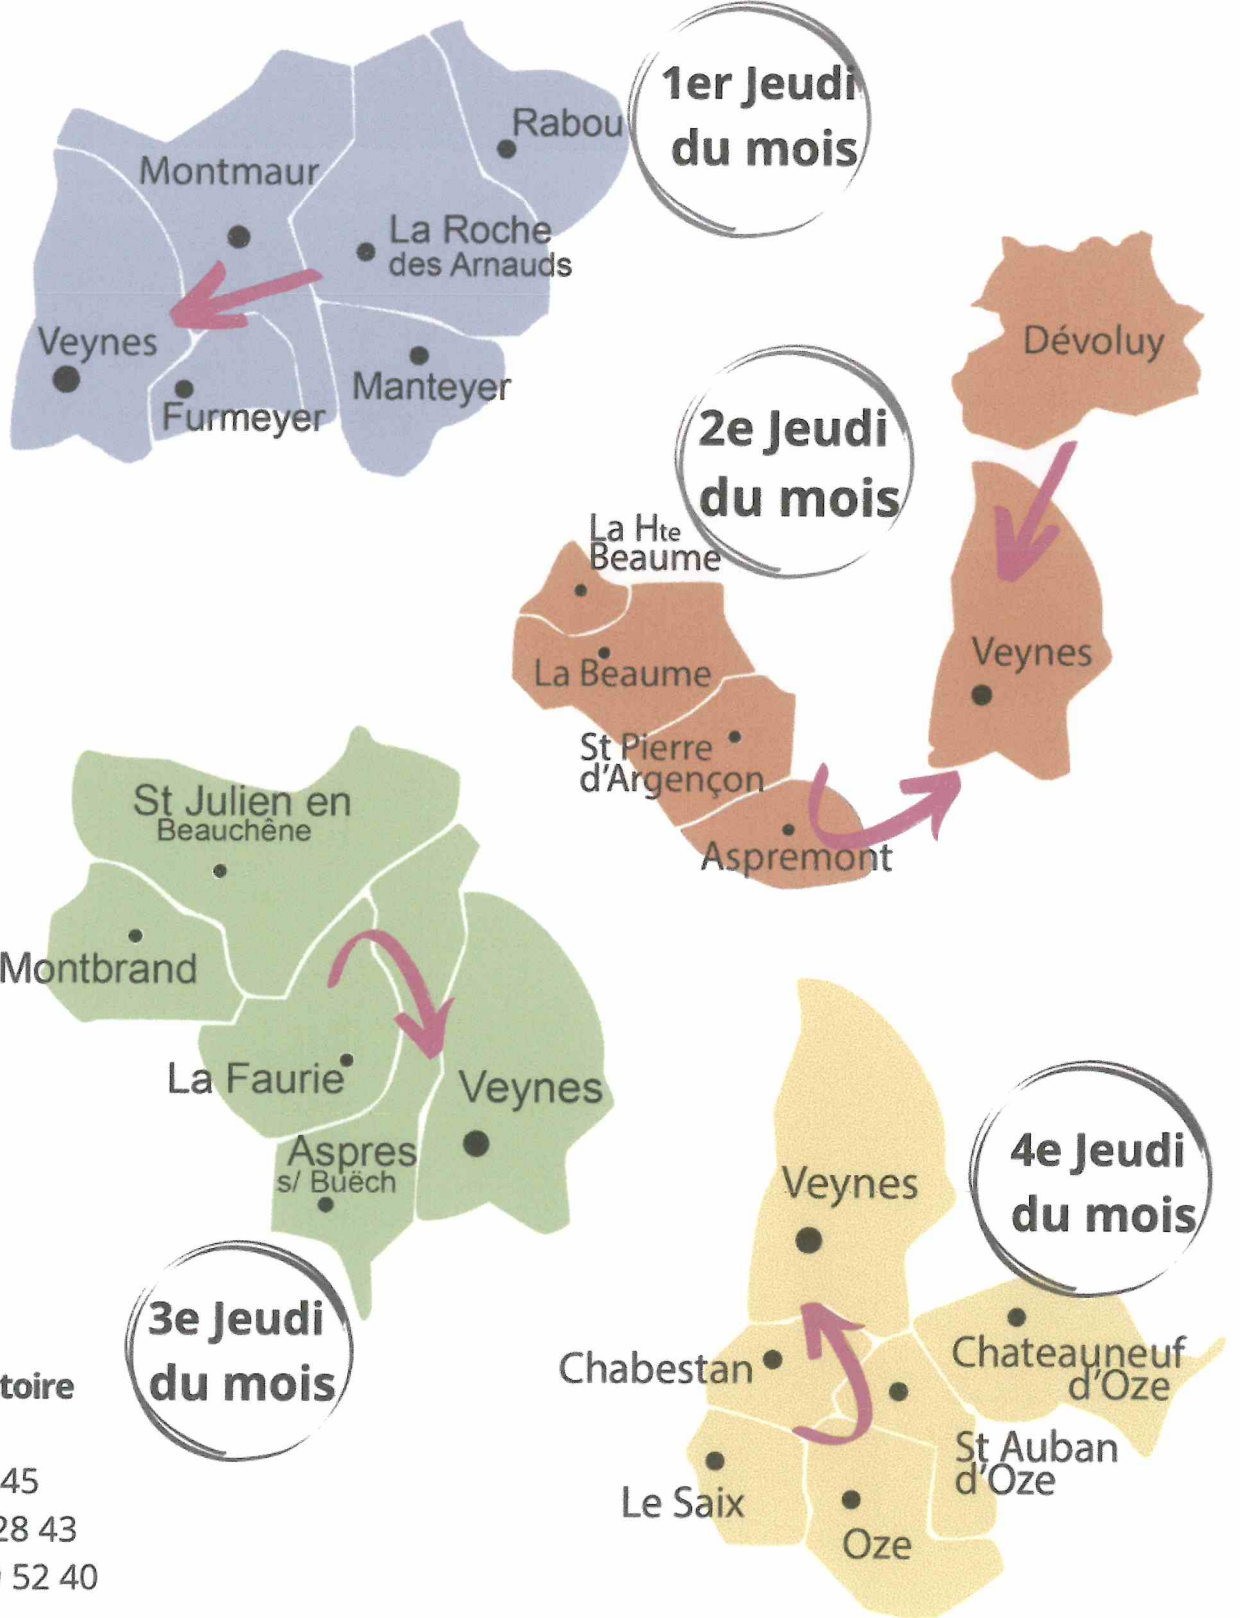 1er Jeudi
du mois
Rabou
Montmaur
La Roche
des Arnauds
Veynes
Manteyer
Furmeyer
Dévoluy
2e Jeudi
du mois
La Hte
Beaume
Veynes
La Beaume
St Pierre
d'Argençon
Aspremont
St Julien en
Beauchêne
Montbrand
La Faurie
Veynes
Aspres
s/ Buëch
3e Jeudi
du mois
4e Jeudi
du mois
Veynes
Chabestan
Chateauneuf
d'Oze
St Auban
d'Oze
Le Saix
Oze
toire
45
28 43
52 40